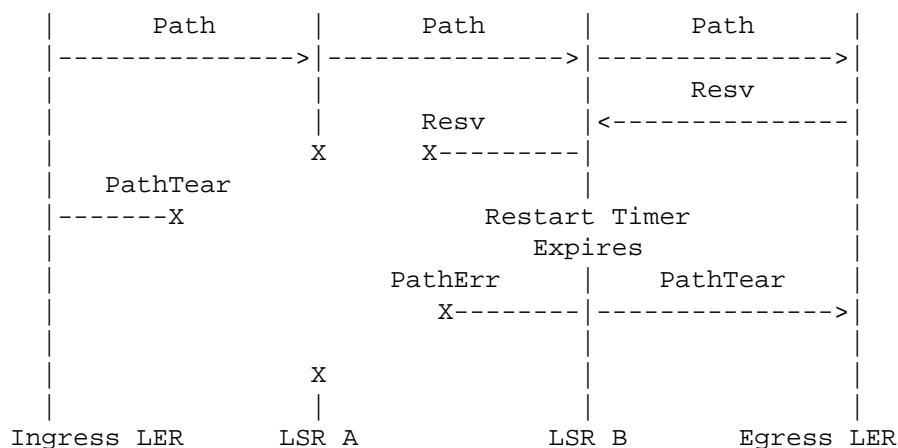 |       Path      |      Path      |      Path      |
|--------------->|--------------->|--------------->|
|                |                |      Resv      |
|                |      Resv      |<---------------|
X      X---------|
PathTear
|-------X      Restart Timer
Expires
PathErr      |      PathTear
X--------|--------------->|
X
Ingress LER      LSR A      LSR B      Egress LER